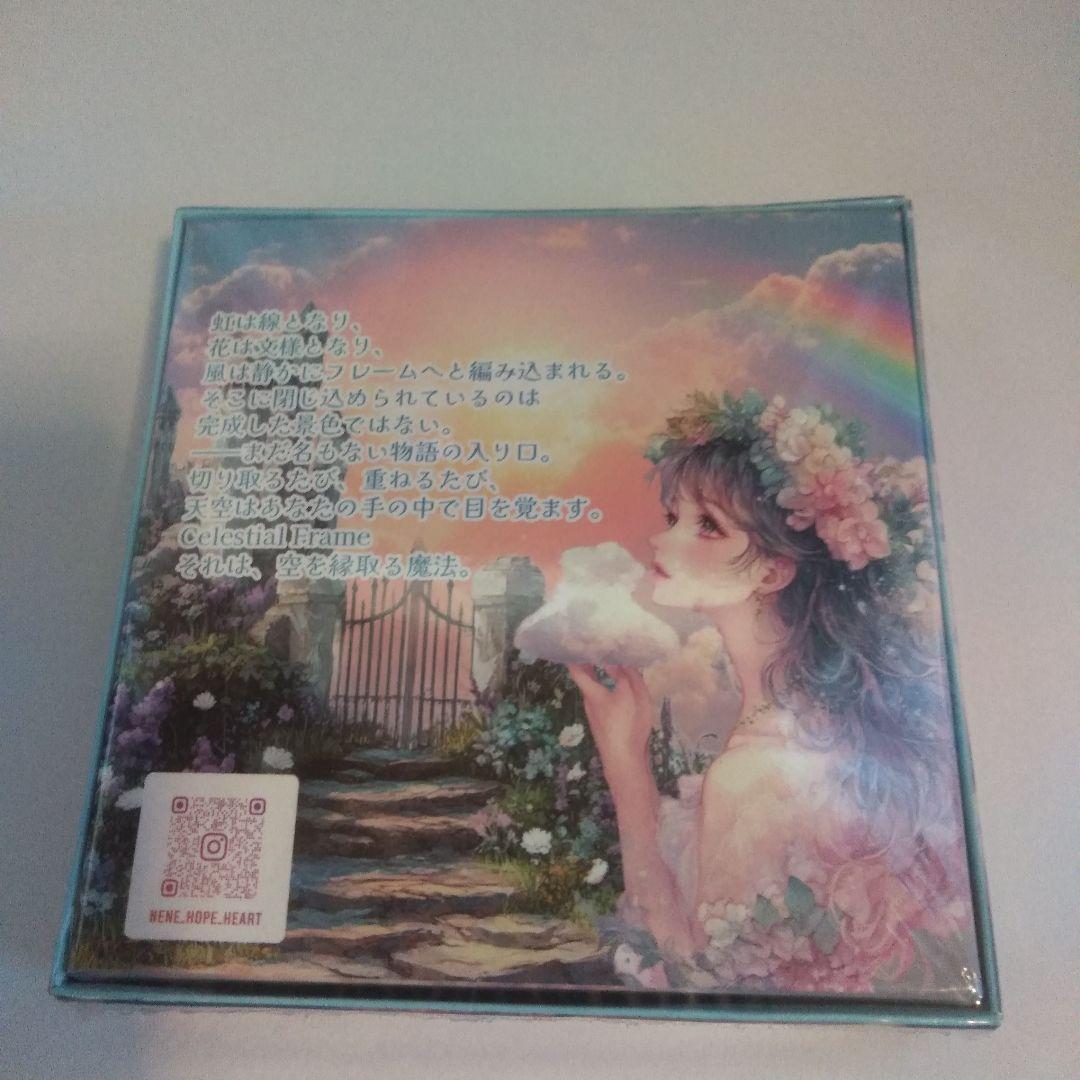 虹は線となり、
花は文様となり、
風は静かにフレームへと編み込まれる。
そこに閉じ込められているのは
完成した景色ではない。
――まだ名もない物語の入り口。
切り取るたび、重ねるたび、
天空はあなたの手の中で目を覚ます。
Celestial Frame
それは、空を縁取る魔法。
NENE_HOPE_HEART